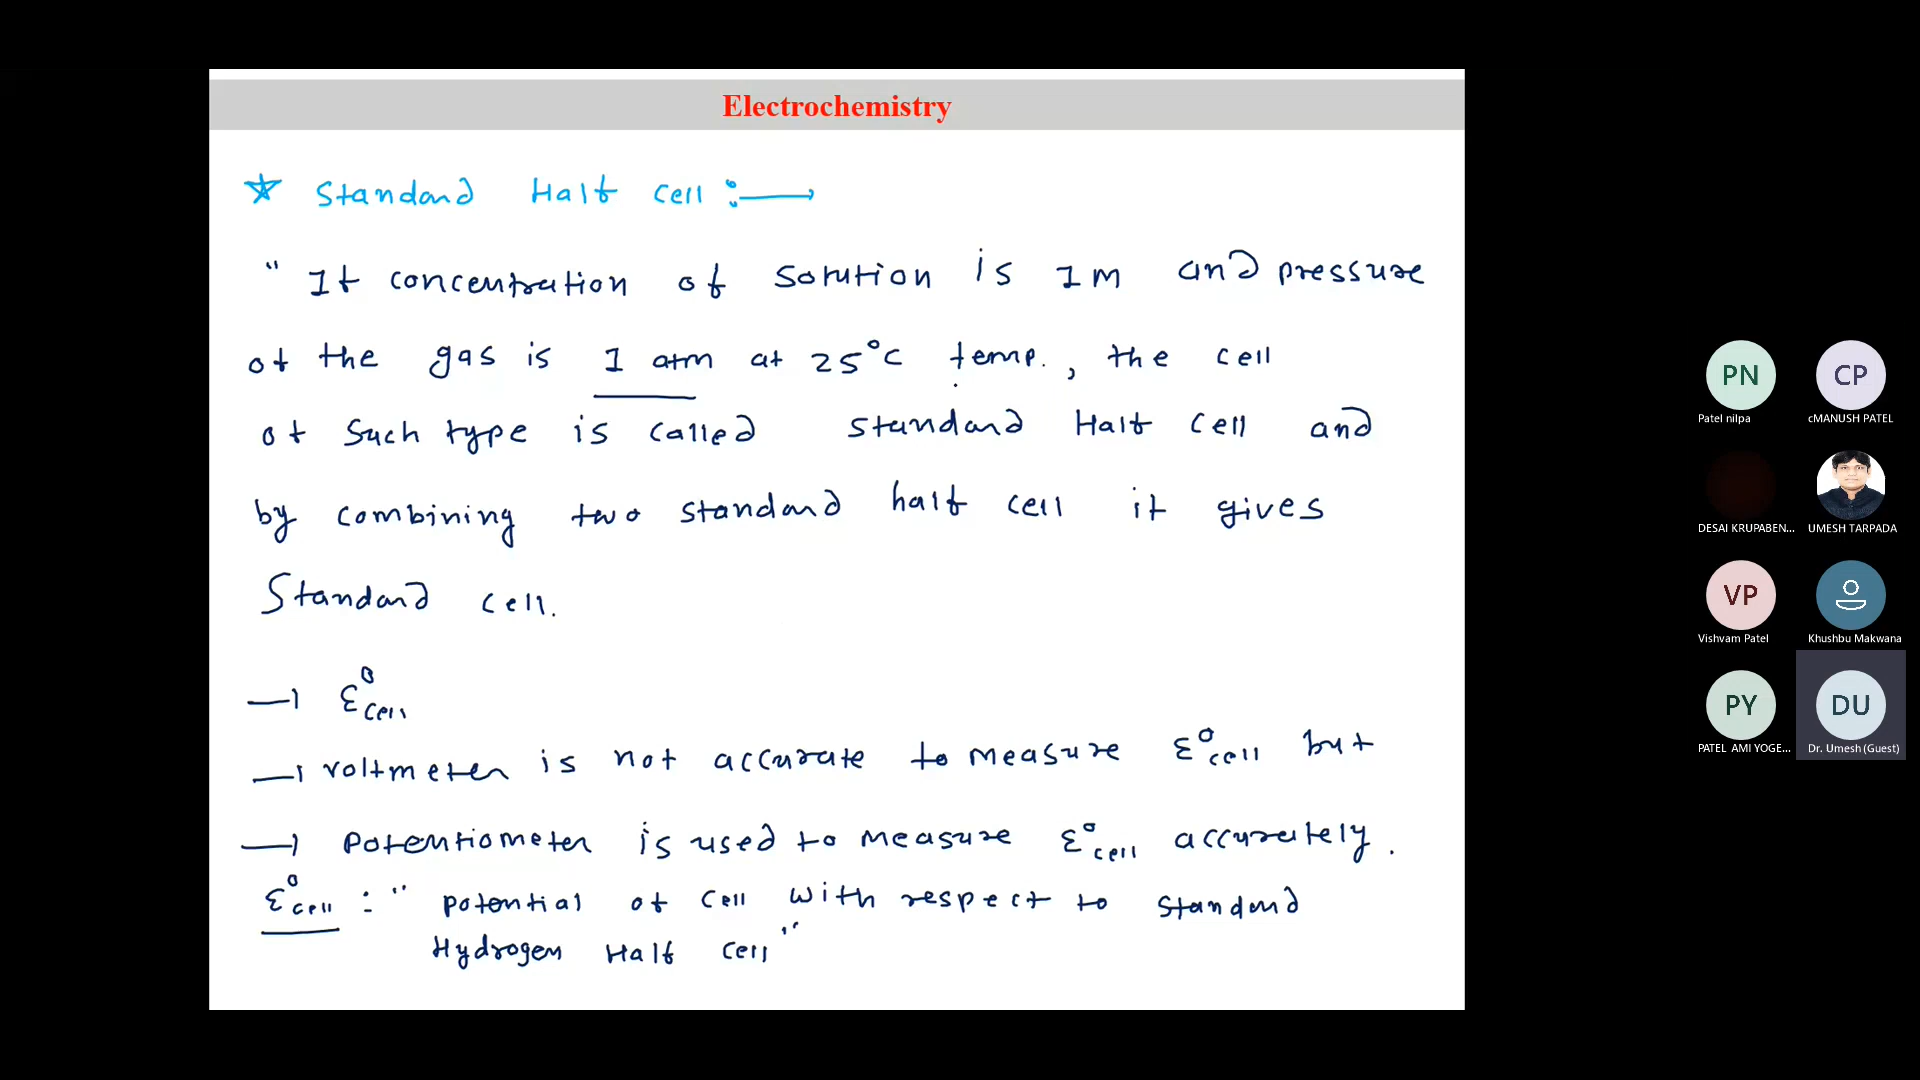 Electrochemistry
☆ Standard Half cell :⟶
" If concentration of solution is 1M and pressure
of the gas is 1 atm at 25°C temp., the cell
of such type is called standard Half cell and
by combining two standard half cell it gives
Standard cell.
→ ε°cell
→ voltmeter is not accurate to measure ε°cell but
→ potentiometer is used to measure ε°cell accurately.
ε°cell : " potential of cell with respect to standard
Hydrogen Half cell "
PN
CP
Patel nilpa
cMANUSH PATEL
DESAI KRUPABEN...
UMESH TARPADA
VP
Vishvam Patel
Khushbu Makwana
PY
DU
PATEL AMI YOGE...
Dr. Umesh (Guest)